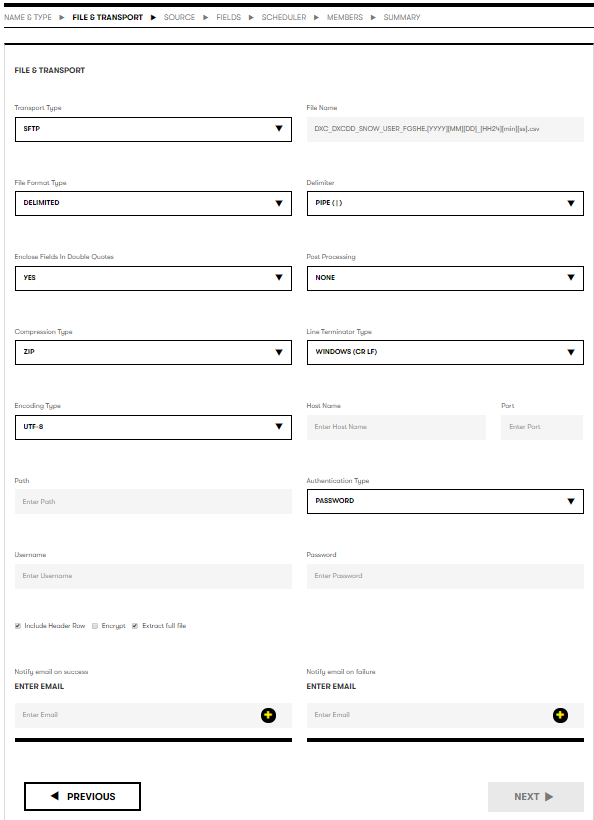 NAME & TYPE ▶ FILE & TRANSPORT ▶ SOURCE ▶ FIELDS ▶ SCHEDULER ▶ MEMBERS ▶ SUMMARY
FILE & TRANSPORT
Transport Type File Name
SFTP DXC_DXCDD_SNOW_USER_FGSHE.[YYYY][MM][DD]_[HH24][min][ss].csv
File Format Type Delimiter
DELIMITED PIPE ( | )
Enclose Fields In Double Quotes Post Processing
YES NONE
Compression Type Line Terminator Type
ZIP WINDOWS (CR LF)
Encoding Type Host Name Port
UTF-8 Enter Host Name Enter Port
Path Authentication Type
Enter Path PASSWORD
Username Password
Enter Username Enter Password
Include Header Row Encrypt Extract full file
Notify email on success Notify email on failure
ENTER EMAIL ENTER EMAIL
Enter Email Enter Email
◀ PREVIOUS NEXT ▶